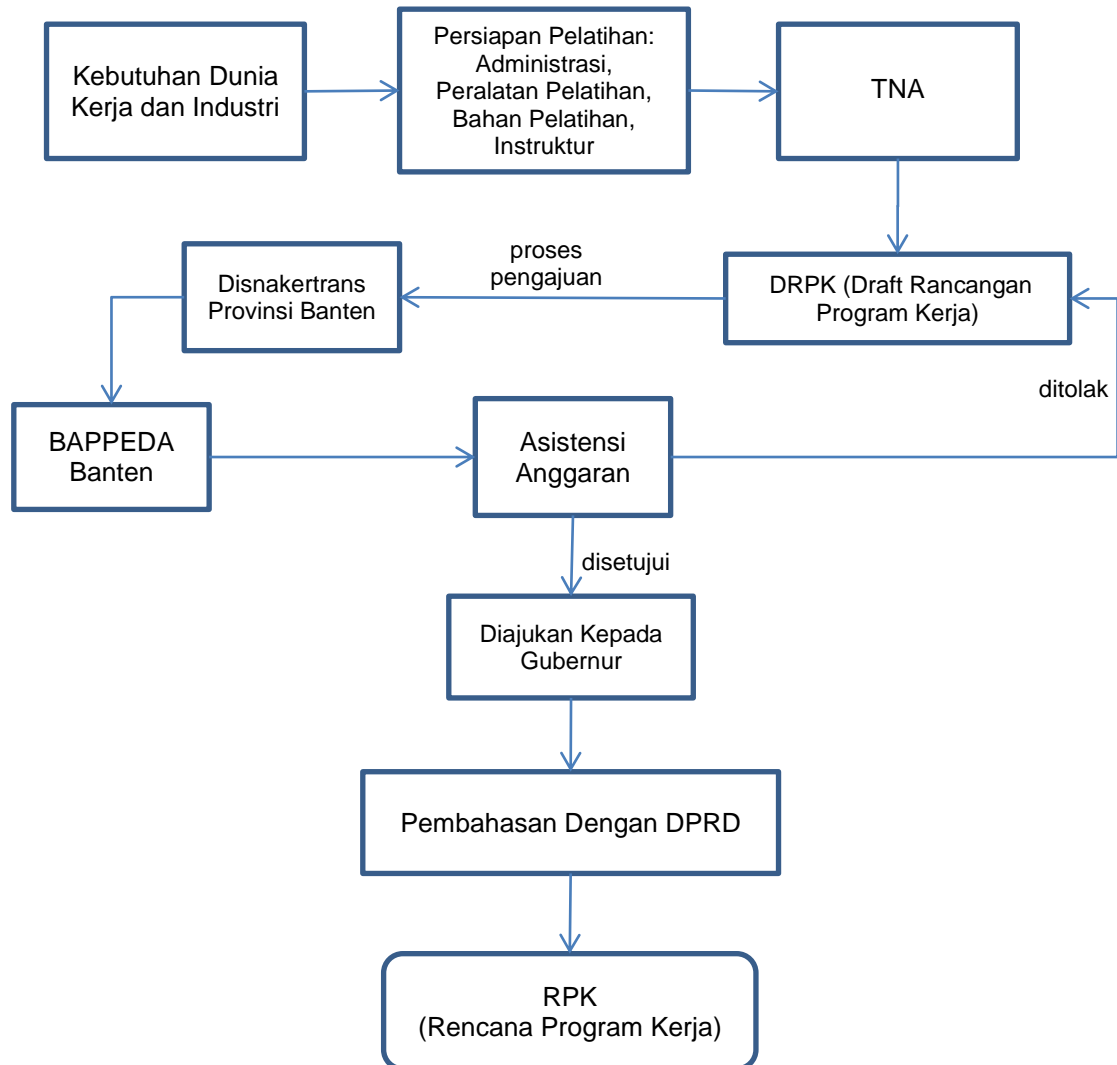 Kebutuhan Dunia
Kerja dan Industri
Persiapan Pelatihan:
Administrasi,
Peralatan Pelatihan,
Bahan Pelatihan,
Instruktur
TNA
proses
pengajuan
Disnakertrans
Provinsi Banten
DRPK (Draft Rancangan
Program Kerja)
ditolak
BAPPEDA
Banten
Asistensi
Anggaran
disetujui
Diajukan Kepada
Gubernur
Pembahasan Dengan DPRD
RPK
(Rencana Program Kerja)